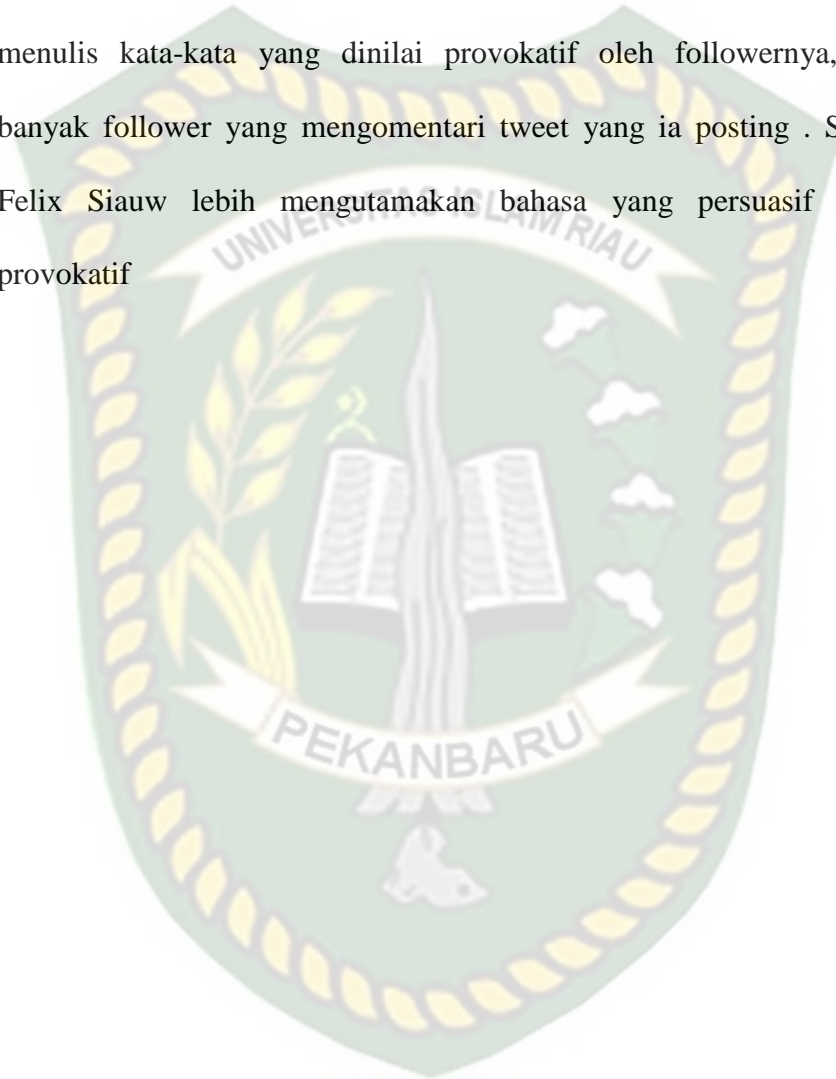 menulis kata-kata yang dinilai provokatif oleh followernya,
banyak follower yang mengomentari tweet yang ia posting . S
Felix Siauw lebih mengutamakan bahasa yang persuasif
provokatif
UNIVERSITAS ISLAM RIAU
PEKANBARU